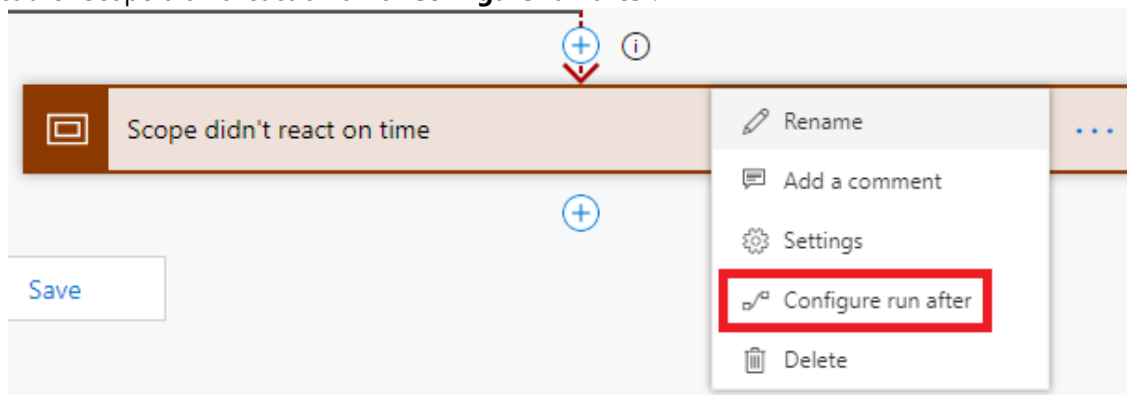 Scope didn't react on time
Rename
Add a comment
Settings
Configure run after
Delete
Save